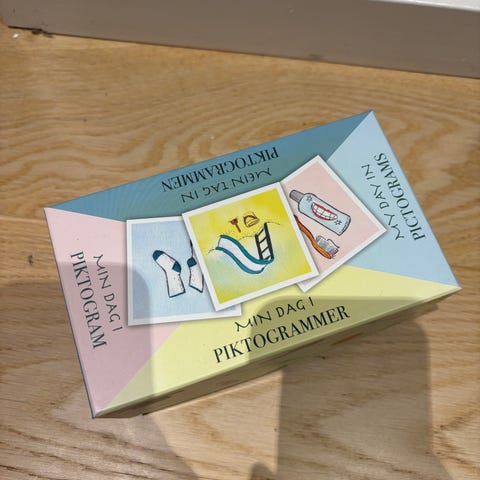 MEIN TAG IN
PIKTOGRAMMEN
MIN DAG I
PIKTOGRAM
MY DAY IN
PICTOGRAMS
MIN DAG I
PIKTOGRAMMER